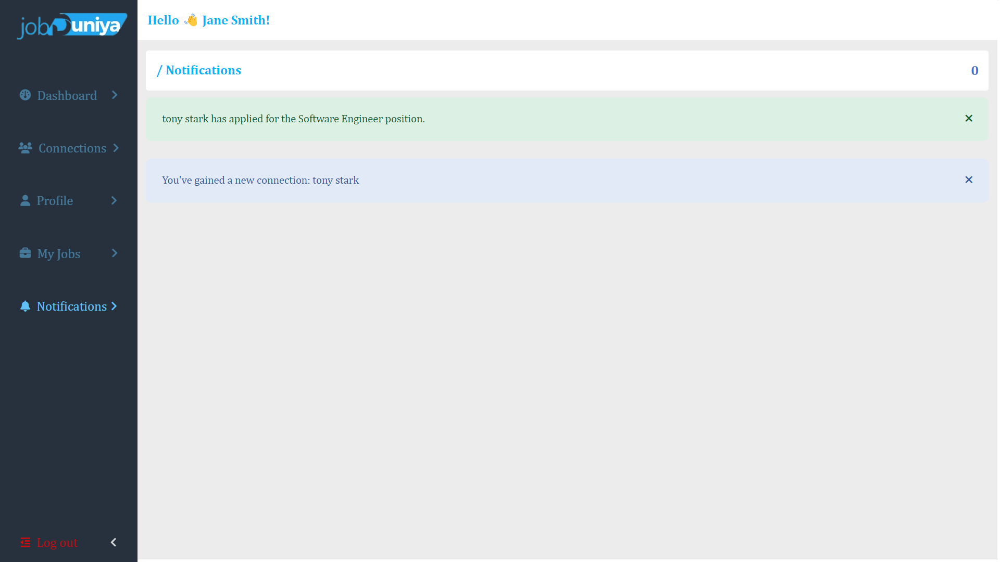 jobDuniya
Hello 👋 Jane Smith!
/ Notifications
0
tony stark has applied for the Software Engineer position.
You've gained a new connection: tony stark
Dashboard
Connections
Profile
My Jobs
Notifications
Log out